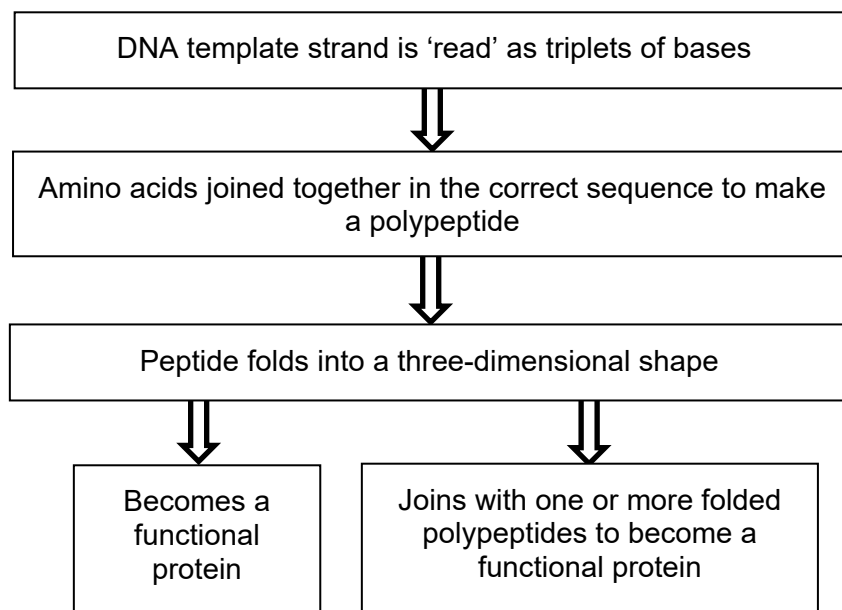 DNA template strand is ‘read’ as triplets of bases
Amino acids joined together in the correct sequence to make
a polypeptide
Peptide folds into a three-dimensional shape
Becomes a
functional
protein
Joins with one or more folded
polypeptides to become a
functional protein